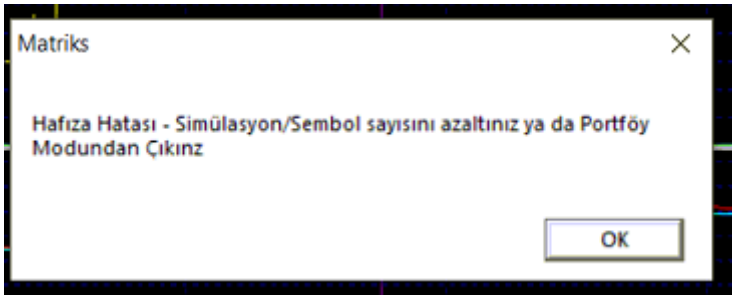 Matriks
Hafıza Hatası - Simülasyon/Sembol sayısını azaltınız ya da Portföy
Modundan Çıkınz
OK